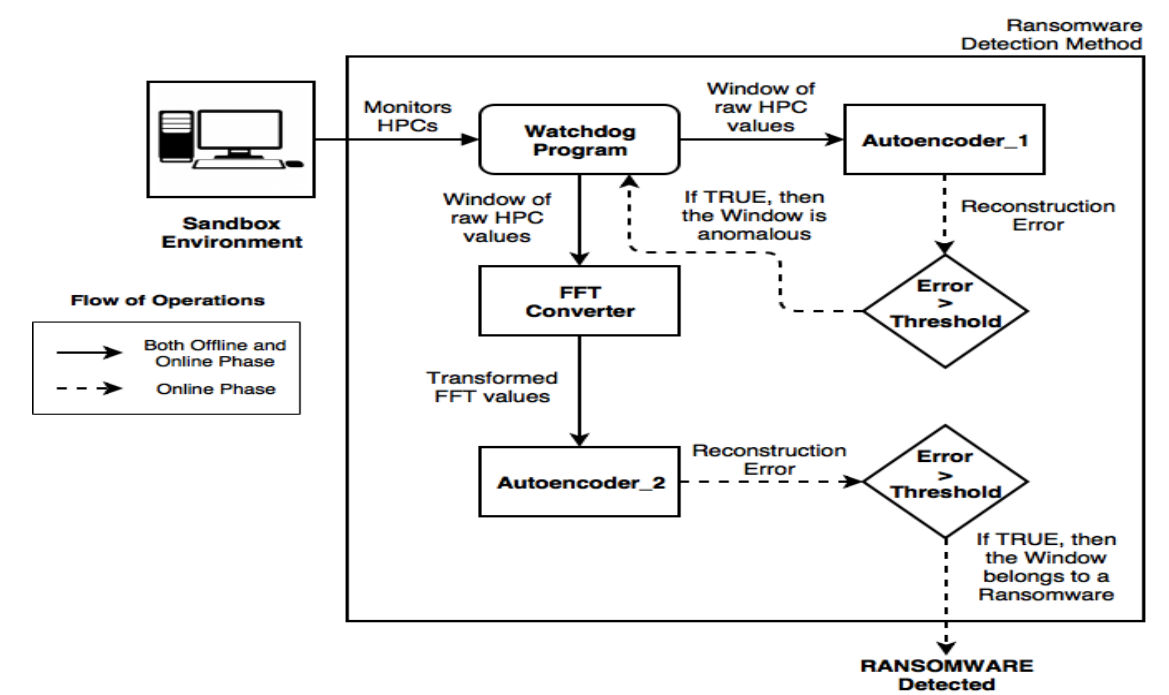 Ransomware
Detection Method
Monitors
HPCs
Watchdog
Program
Window of
raw HPC
values
Autoencoder_1
Sandbox
Environment
Window of
raw HPC
values
If TRUE, then
the Window is
anomalous
Reconstruction
Error
Error
>
Threshold
FFT
Converter
Flow of Operations
Both Offline and
Online Phase
Online Phase
Transformed
FFT values
Autoencoder_2
Reconstruction
Error
Error
>
Threshold
If TRUE, then
the Window
belongs to a
Ransomware
RANSOMWARE
Detected